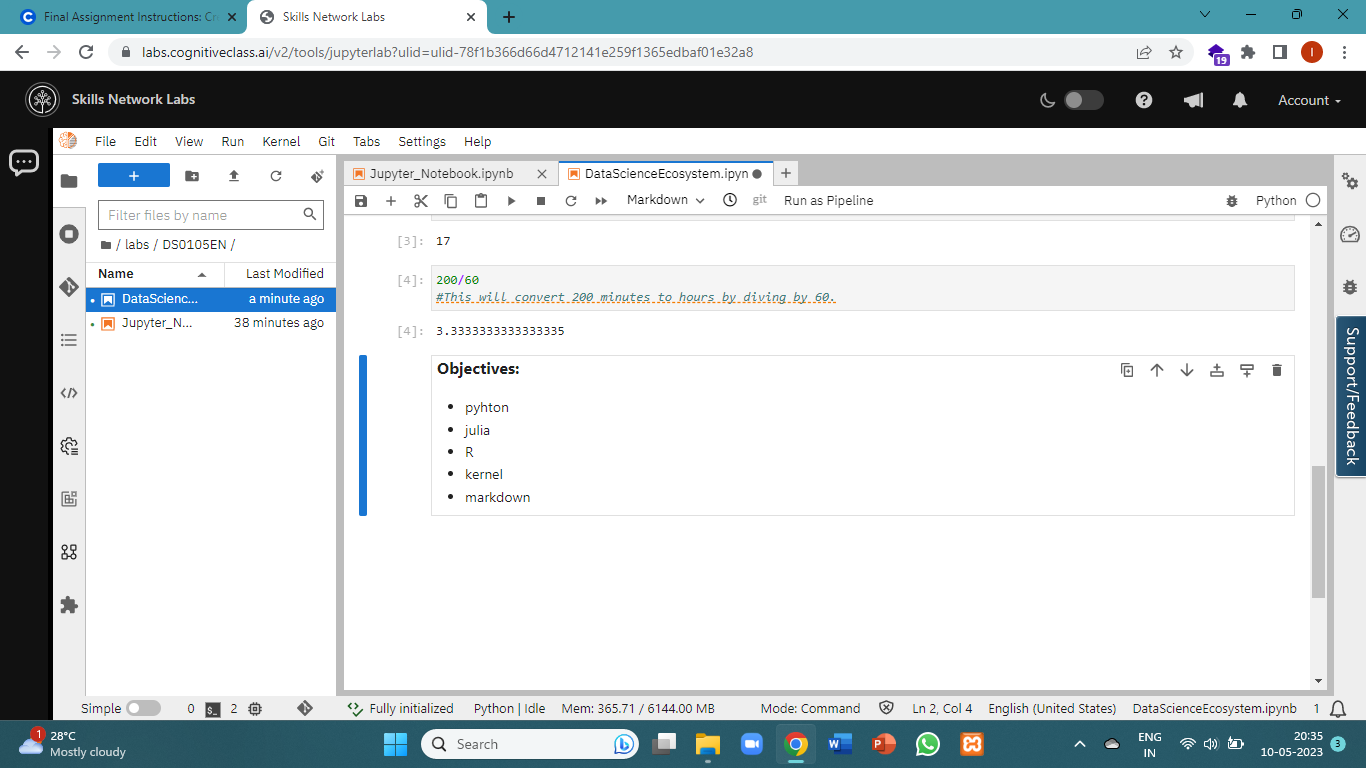 Final Assignment Instructions: Cr
Skills Network Labs
labs.cognitiveclass.ai/v2/tools/jupyterlab?ulid=ulid-78f1b366d66d4712141e259f1365edbaf01e32a8
19
I
Skills Network Labs
Account
File Edit View Run Kernel Git Tabs Settings Help
Jupyter_Notebook.ipynb
DataScienceEcosystem.ipyn
Filter files by name
Markdown
git
Run as Pipeline
Python
/ labs / DS0105EN /
Name
Last Modified
DataScienc... a minute ago
Jupyter_N... 38 minutes ago
[3]: 17
[4]: 200/60
#This will convert 200 minutes to hours by diving by 60.
[4]: 3.3333333333333335
Objectives:
pyhton
julia
R
kernel
markdown
Support/Feedback
Simple 0 $_ 2 Fully initialized Python | Idle Mem: 365.71 / 6144.00 MB Mode: Command Ln 2, Col 4 English (United States) DataScienceEcosystem.ipynb 1
1
28°C
Mostly cloudy
Search
ENG
IN
20:35
10-05-2023
3